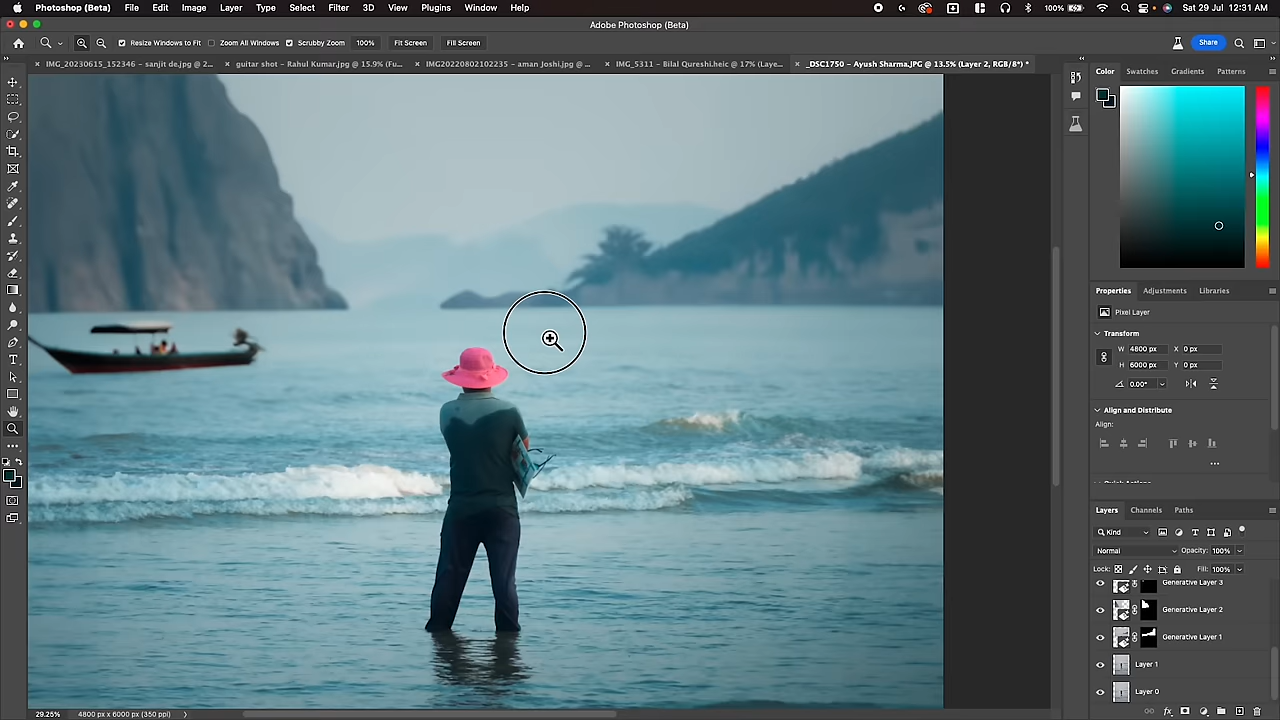 Photoshop (Beta) File Edit Image Layer Type Select Filter 3D View Plugins Window Help 100% Sat 29 Jul 12:31 AM
Adobe Photoshop (Beta)
Resize Windows to Fit Zoom All Windows Scrubby Zoom 100% Fit Screen Fill Screen Share
IMG_20230615_152346 – sanjit de.jpg @ 2... guitar shot – Rahul Kumar.jpg @ 15.9% (Fu... IMG20220802102235 – aman Joshi.jpg @ ... IMG_5311 – Bilal Qureshi.heic @ 17% (Laye... _DSC1750 – Ayush Sharma.JPG @ 13.5% (Layer 2, RGB/8*) *
Color Swatches Gradients Patterns
Properties Adjustments Libraries
Pixel Layer
Transform
W 4800 px X 0 px
H 6000 px Y 0 px
0.00°
Align and Distribute
Align:
Layers Channels Paths
Kind
Normal Opacity: 100%
Lock: Fill: 100%
Generative Layer 3
Generative Layer 2
Generative Layer 1
Layer 1
Layer 0
29.25% 4800 px x 6000 px (350 ppi)